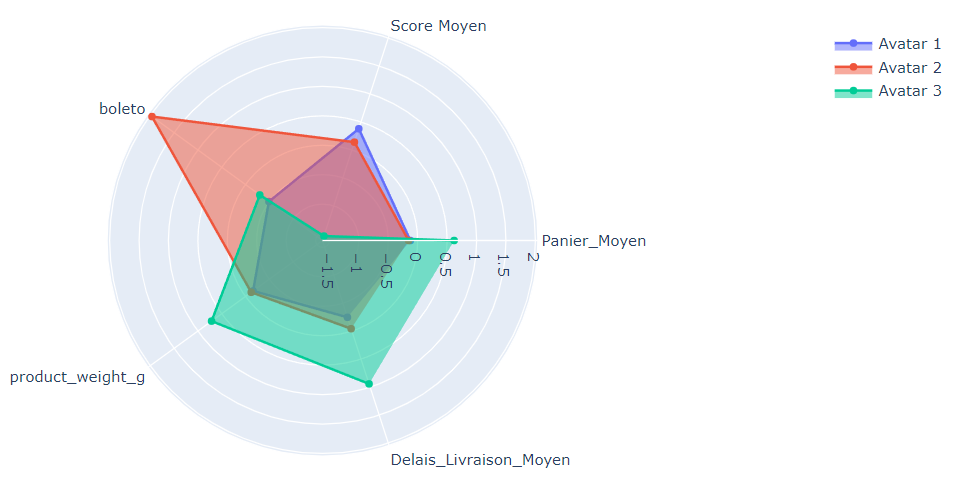 Score Moyen
Avatar 1
Avatar 2
Avatar 3
boleto
Panier_Moyen
−1.5
−1
−0.5
0
0.5
1
1.5
2
product_weight_g
Delais_Livraison_Moyen